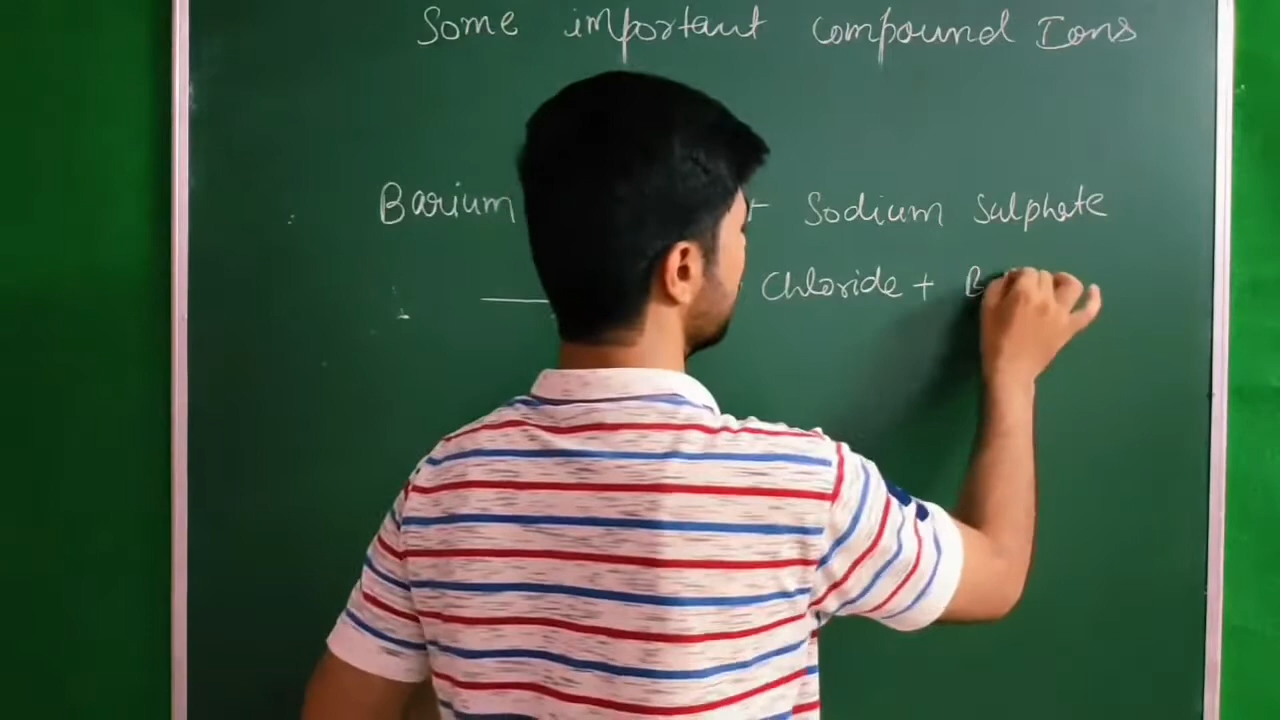 Some important compound Ions
Barium + Sodium Sulphate
Chloride + B